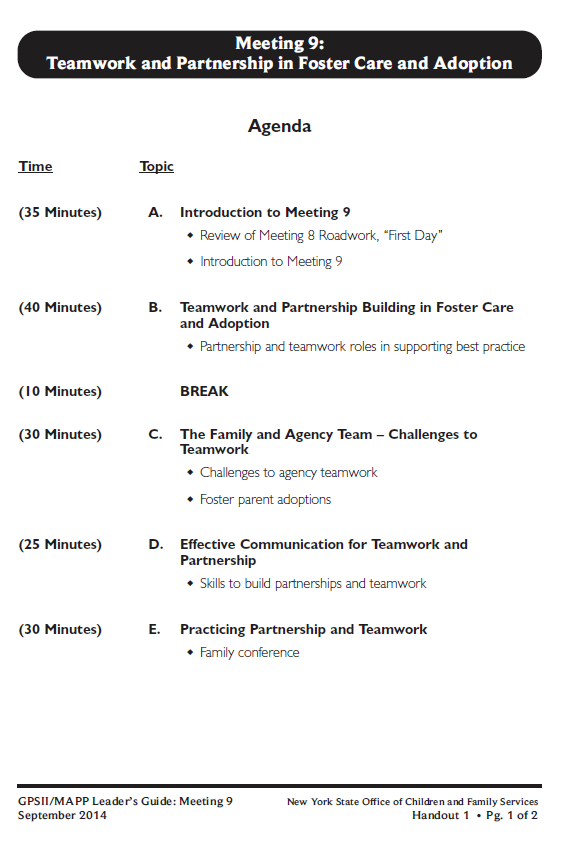 Meeting 9:
Teamwork and Partnership in Foster Care and Adoption
Agenda
Time Topic
(35 Minutes) A. Introduction to Meeting 9
◆ Review of Meeting 8 Roadwork, “First Day”
◆ Introduction to Meeting 9
(40 Minutes) B. Teamwork and Partnership Building in Foster Care
and Adoption
◆ Partnership and teamwork roles in supporting best practice
(10 Minutes) BREAK
(30 Minutes) C. The Family and Agency Team – Challenges to
Teamwork
◆ Challenges to agency teamwork
◆ Foster parent adoptions
(25 Minutes) D. Effective Communication for Teamwork and
Partnership
◆ Skills to build partnerships and teamwork
(30 Minutes) E. Practicing Partnership and Teamwork
◆ Family conference
GPSII/MAPP Leader’s Guide: Meeting 9 New York State Office of Children and Family Services
September 2014 Handout 1 • Pg. 1 of 2